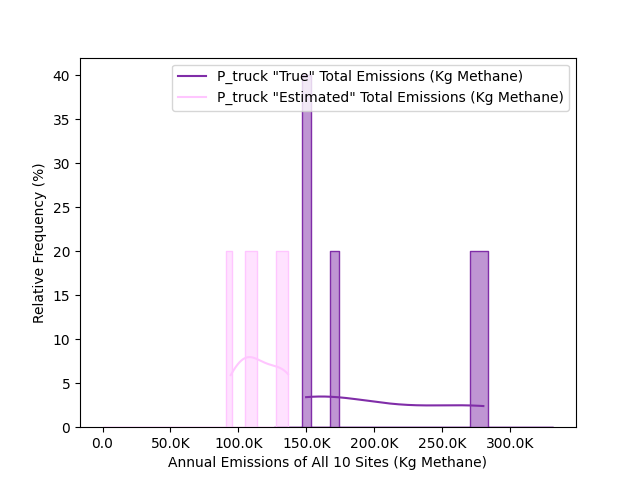 P_truck "True" Total Emissions (Kg Methane)
P_truck "Estimated" Total Emissions (Kg Methane)
40
35
30
25
20
15
10
5
0
Relative Frequency (%)
0.0 50.0K 100.0K 150.0K 200.0K 250.0K 300.0K
Annual Emissions of All 10 Sites (Kg Methane)